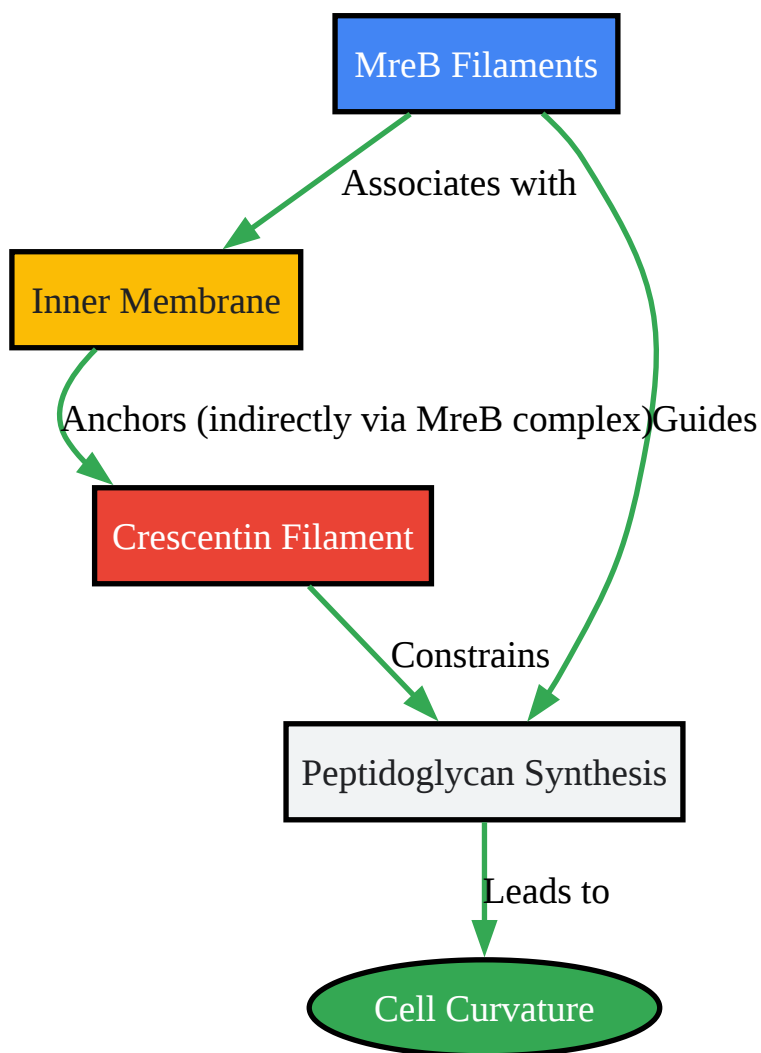 MreB Filaments
Associates with
Inner Membrane
Anchors (indirectly via MreB complex)
Guides
Crescentin Filament
Constrains
Peptidoglycan Synthesis
Leads to
Cell Curvature